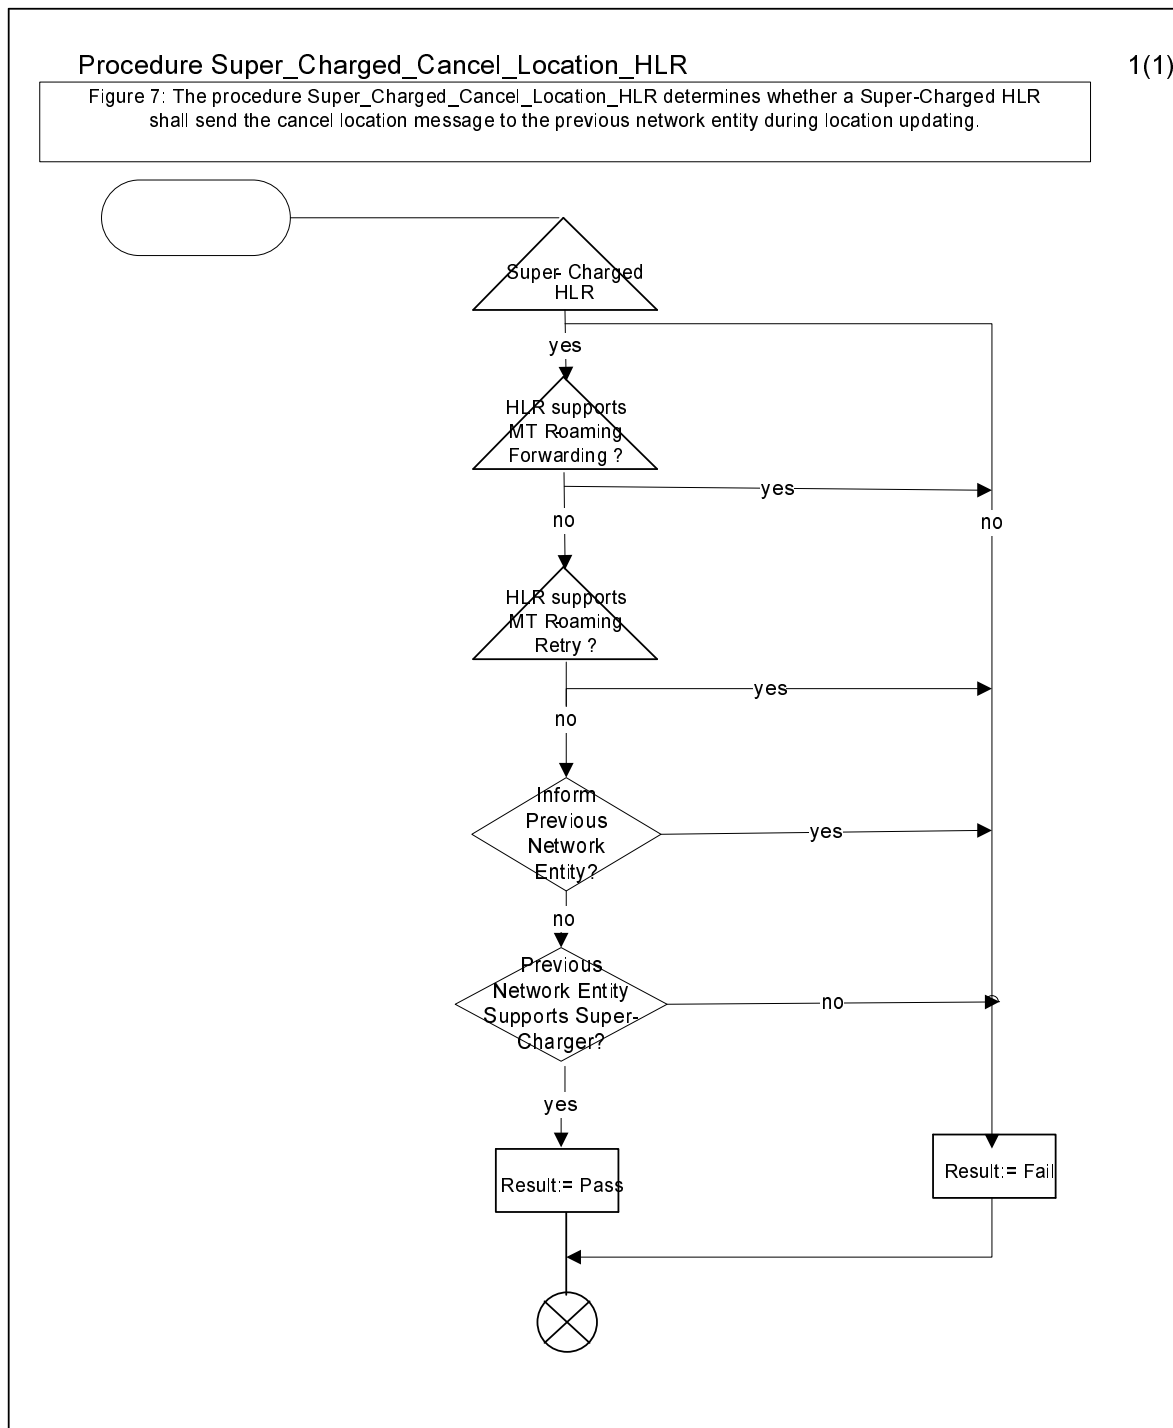 Procedure Super_Charged_Cancel_Location_HLR
1(1)
Figure 7: The procedure Super_Charged_Cancel_Location_HLR determines whether a Super-Charged HLR
shall send the cancel location message to the previous network entity during location updating.
Super- Charged
HLR
yes
HLR supports
MT Roaming
Forwarding ?
yes
no
no
HLR supports
MT Roaming
Retry ?
yes
no
Inform
Previous
Network
Entity?
yes
no
Previous
Network Entity
Supports Super-
Charger?
no
yes
Result:= Pass
Result:= Fail